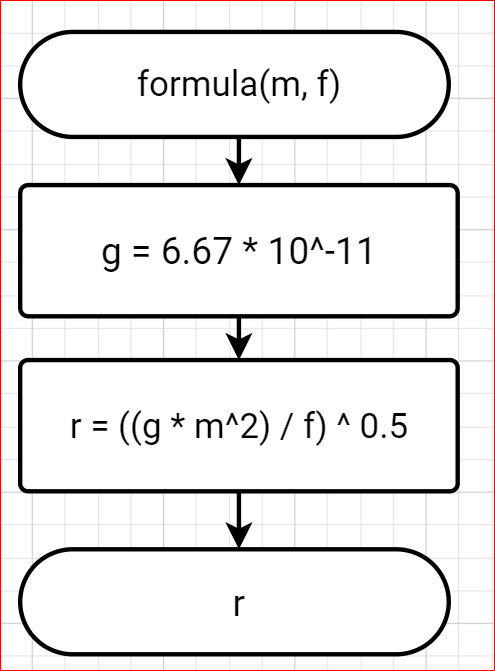 formula(m, f)
g = 6.67 * 10^-11
r = ((g * m^2) / f) ^ 0.5
r